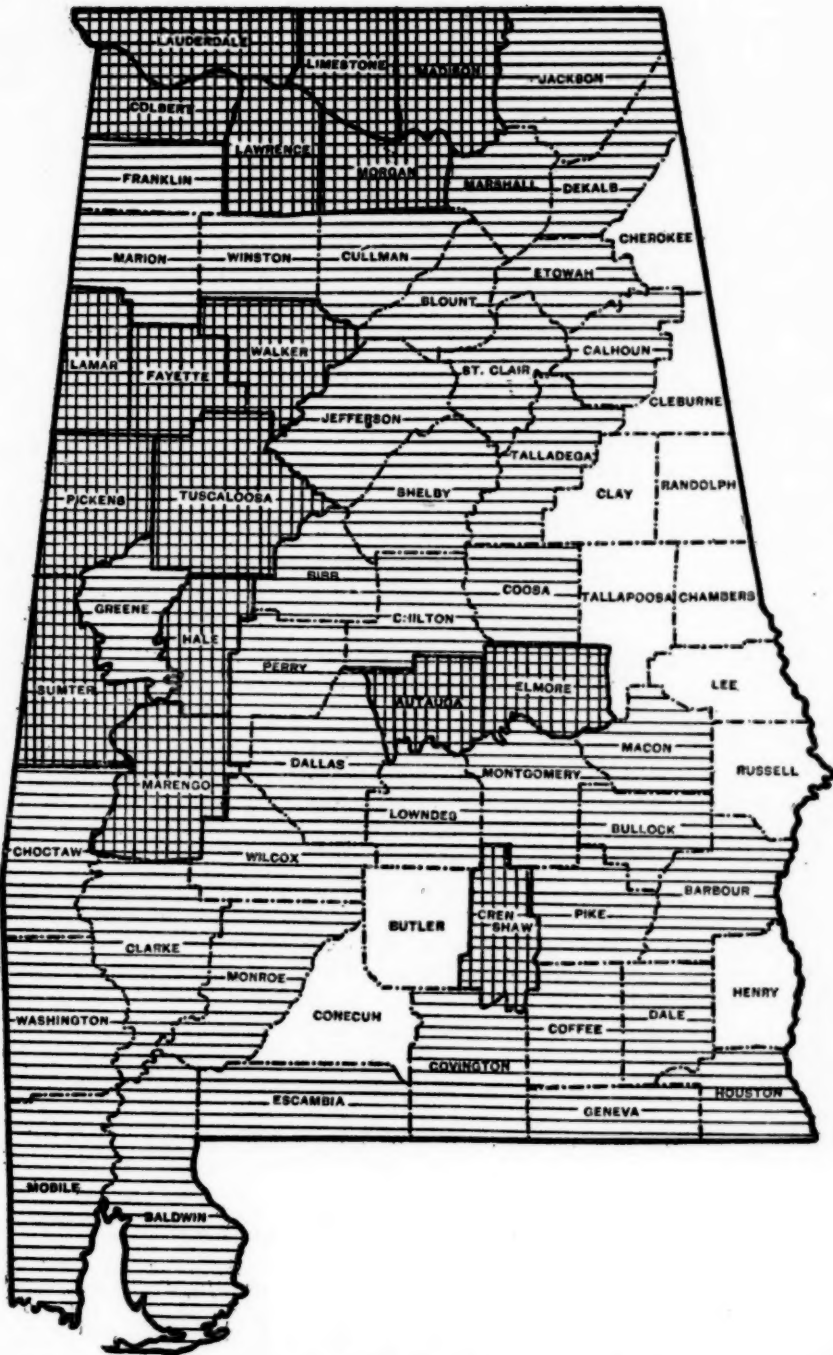 LAUDERDALE
LIMESTONE
MADISON
JACKSON
COLBERT
LAWRENCE
FRANKLIN
MORGAN
MARSHALL
DEKALB
CHEROKEE
MARION
WINSTON
CULLMAN
ETOWAH
BLOUNT
LAMAR
FAYETTE
WALKER
CALHOUN
ST. CLAIR
CLEBURNE
JEFFERSON
TALLADEGA
PICKENS
TUSCALOOSA
SHELBY
CLAY
RANDOLPH
BIBB
COOSA
TALLAPOOSA
CHAMBERS
GREENE
HALE
CHILTON
PERRY
SUMTER
AUTAUGA
ELMORE
LEE
MACON
DALLAS
MONTGOMERY
RUSSELL
MARENGO
LOWNDES
BULLOCK
CHOCTAW
WILCOX
BARBOUR
BUTLER
CREN
SHAW
PIKE
CLARKE
MONROE
HENRY
WASHINGTON
CONECUH
COFFEE
DALE
COVINGTON
HOUSTON
ESCAMBIA
GENEVA
MOBILE
BALDWIN